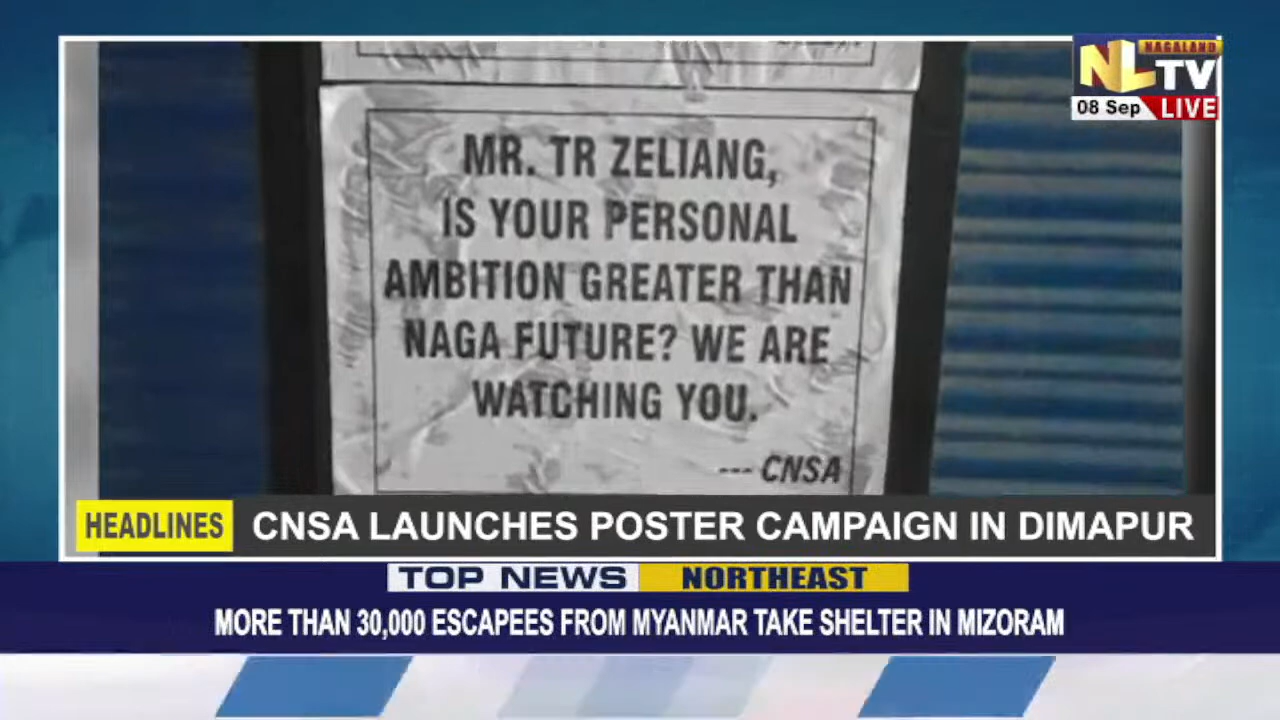 NAGALAND
NLTV
08 Sep LIVE
MR. TR ZELIANG,
IS YOUR PERSONAL
AMBITION GREATER THAN
NAGA FUTURE? WE ARE
WATCHING YOU.
--- CNSA
HEADLINES CNSA LAUNCHES POSTER CAMPAIGN IN DIMAPUR
TOP NEWS NORTHEAST
MORE THAN 30,000 ESCAPEES FROM MYANMAR TAKE SHELTER IN MIZORAM